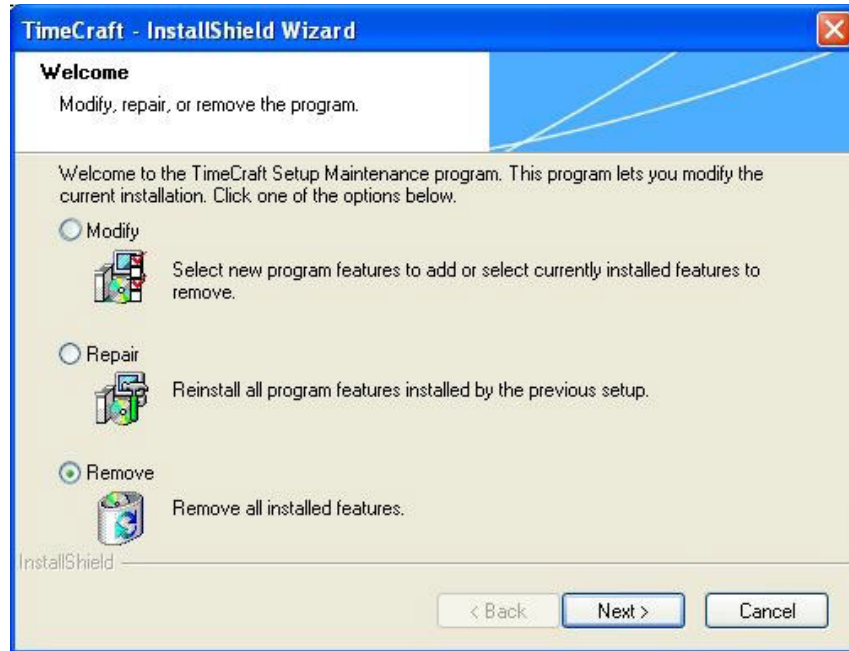 TimeCraft - InstallShield Wizard
Welcome
Modify, repair, or remove the program.
Welcome to the TimeCraft Setup Maintenance program. This program lets you modify the
current installation. Click one of the options below.
Modify
Select new program features to add or select currently installed features to
remove.
Repair
Reinstall all program features installed by the previous setup.
Remove
Remove all installed features.
InstallShield
< Back Next > Cancel